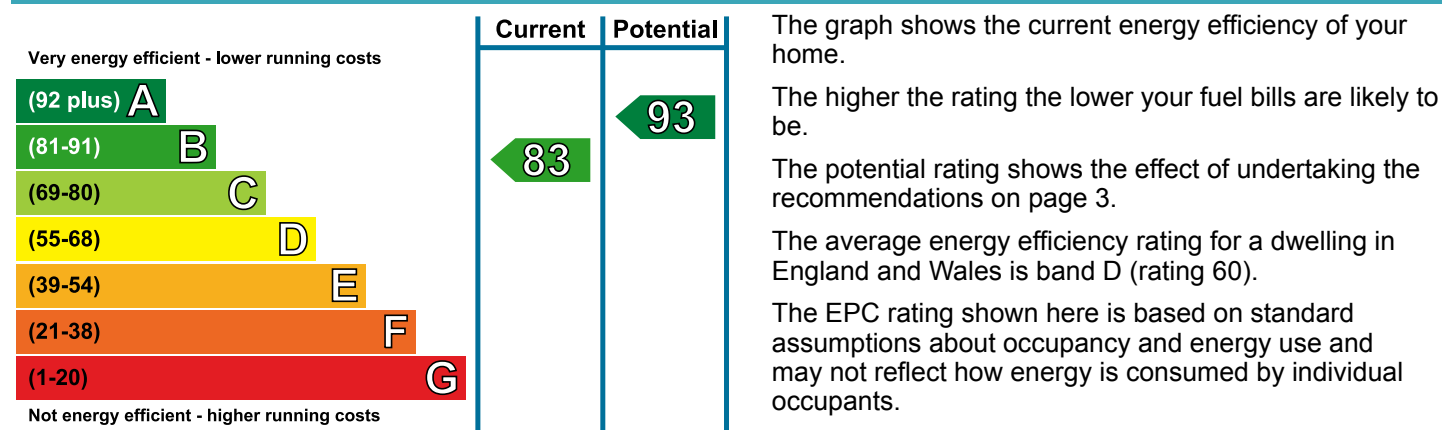 Current Potential
Very energy efficient - lower running costs
(92 plus) A
(81-91) B
(69-80) C
(55-68) D
(39-54) E
(21-38) F
(1-20) G
Not energy efficient - higher running costs
83
93
The graph shows the current energy efficiency of your
home.
The higher the rating the lower your fuel bills are likely to
be.
The potential rating shows the effect of undertaking the
recommendations on page 3.
The average energy efficiency rating for a dwelling in
England and Wales is band D (rating 60).
The EPC rating shown here is based on standard
assumptions about occupancy and energy use and
may not reflect how energy is consumed by individual
occupants.